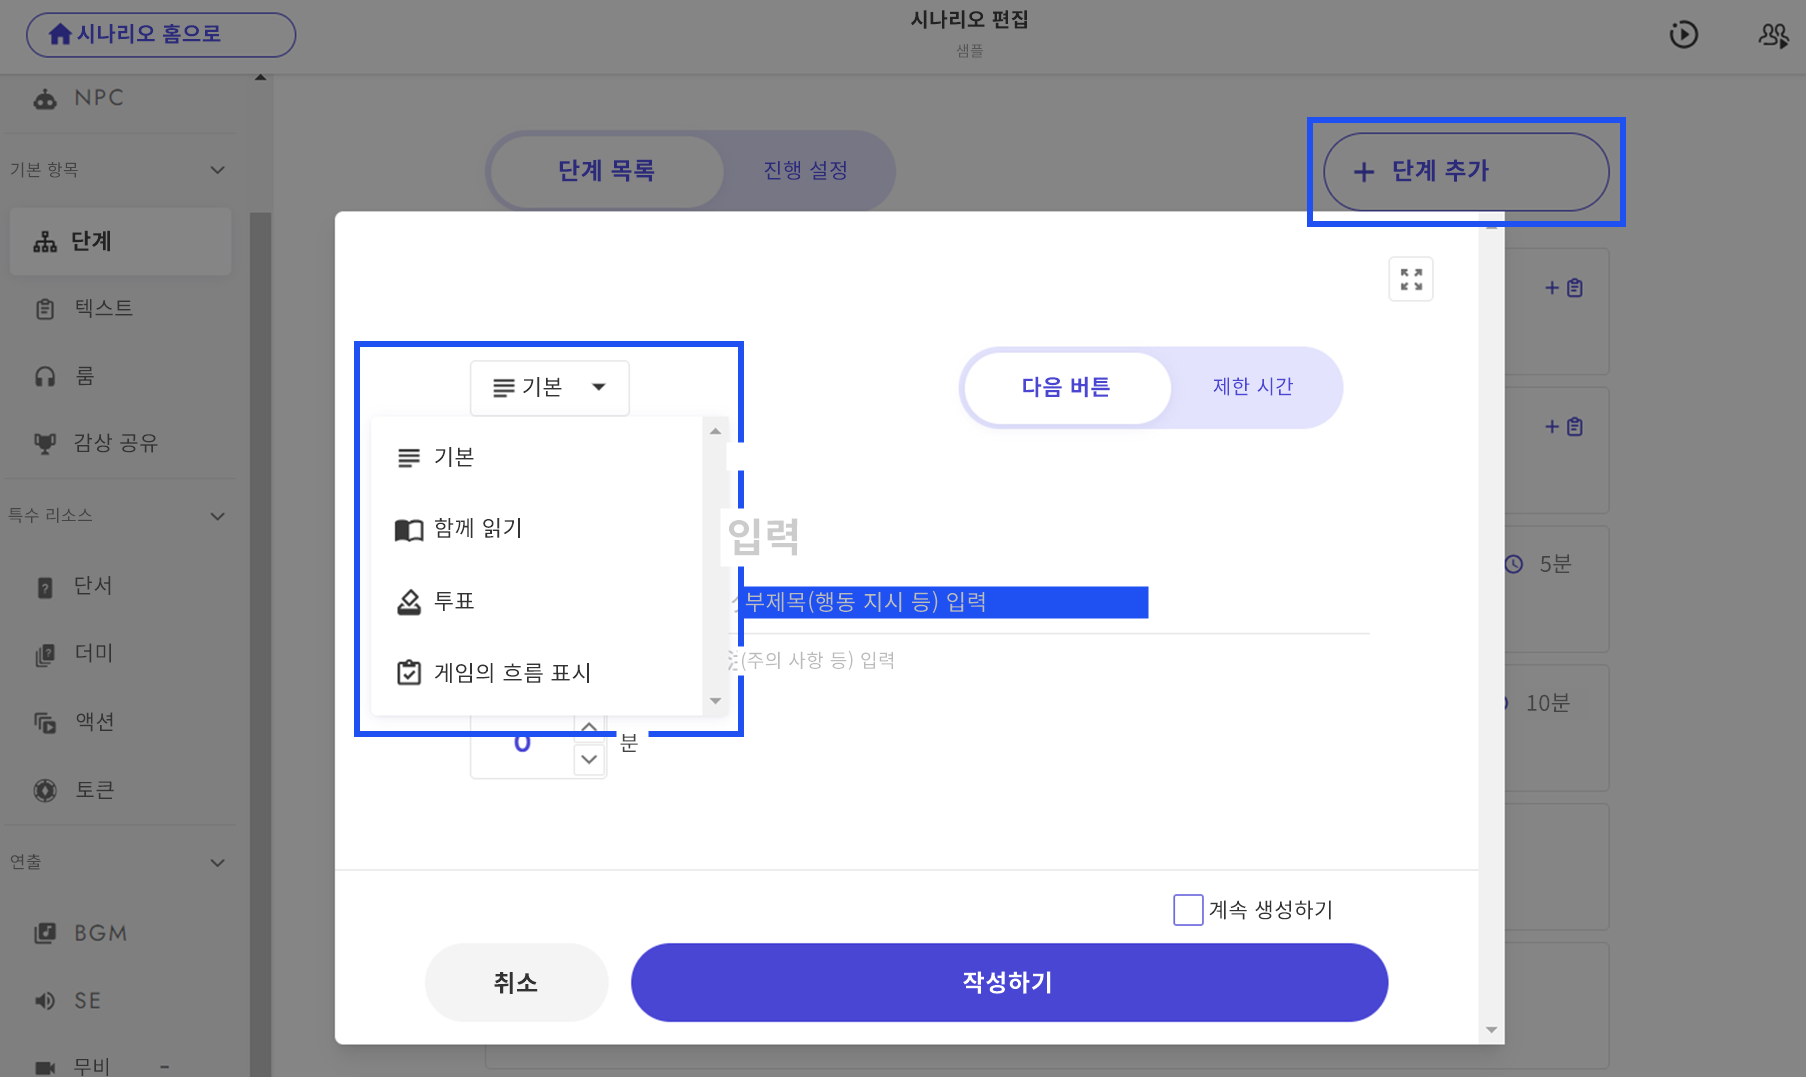 시나리오 홈으로
시나리오 편집
샘플
NPC
기본 항목
단계
텍스트
룸
감상 공유
특수 리소스
단서
더미
액션
토큰
연출
BGM
SE
무비
단계 목록
진행 설정
+ 단계 추가
기본
다음 버튼
제한 시간
기본
함께 읽기
투표
게임의 흐름 표시
입력
부제목(행동 지시 등) 입력
(주의 사항 등) 입력
0
분
5분
10분
계속 생성하기
취소
작성하기